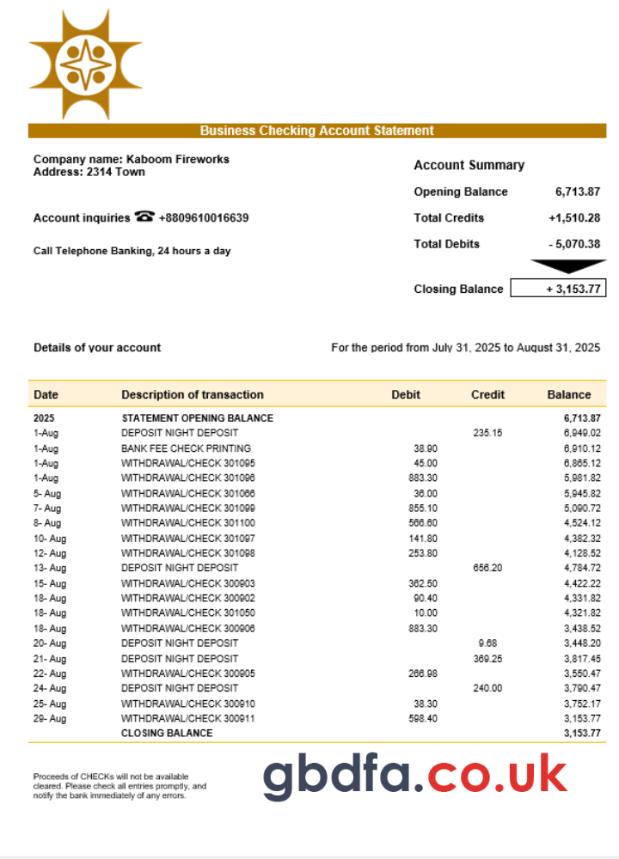 Business Checking Account Statement
Company name: Kaboom Fireworks
Address: 2314 Town
Account inquiries ☎ +8809610016639
Call Telephone Banking, 24 hours a day
Account Summary
Opening Balance 6,713.87
Total Credits +1,510.28
Total Debits - 5,070.38
Closing Balance + 3,153.77
Details of your account For the period from July 31, 2025 to August 31, 2025
Date Description of transaction Debit Credit Balance
2025 STATEMENT OPENING BALANCE 6,713.87
1-Aug DEPOSIT NIGHT DEPOSIT 235.15 6,949.02
1-Aug BANK FEE CHECK PRINTING 38.90 6,910.12
1-Aug WITHDRAWAL/CHECK 301095 45.00 6,865.12
1-Aug WITHDRAWAL/CHECK 301096 883.30 5,981.82
5- Aug WITHDRAWAL/CHECK 301066 36.00 5,945.82
7- Aug WITHDRAWAL/CHECK 301099 855.10 5,090.72
8- Aug WITHDRAWAL/CHECK 301100 566.60 4,524.12
10- Aug WITHDRAWAL/CHECK 301097 141.80 4,382.32
12- Aug WITHDRAWAL/CHECK 301098 253.80 4,128.52
13- Aug DEPOSIT NIGHT DEPOSIT 656.20 4,784.72
15- Aug WITHDRAWAL/CHECK 300903 362.50 4,422.22
18- Aug WITHDRAWAL/CHECK 300902 90.40 4,331.82
18- Aug WITHDRAWAL/CHECK 301050 10.00 4,321.82
18- Aug WITHDRAWAL/CHECK 300906 883.30 3,438.52
20- Aug DEPOSIT NIGHT DEPOSIT 9.68 3,448.20
21- Aug DEPOSIT NIGHT DEPOSIT 369.25 3,817.45
22- Aug WITHDRAWAL/CHECK 300905 266.98 3,550.47
24- Aug DEPOSIT NIGHT DEPOSIT 240.00 3,790.47
25- Aug WITHDRAWAL/CHECK 300910 38.30 3,752.17
29- Aug WITHDRAWAL/CHECK 300911 598.40 3,153.77
CLOSING BALANCE 3,153.77
Proceeds of CHECKs will not be available
cleared. Please check all entries promptly, and
notify the bank immediately of any errors.
gbdfa.co.uk